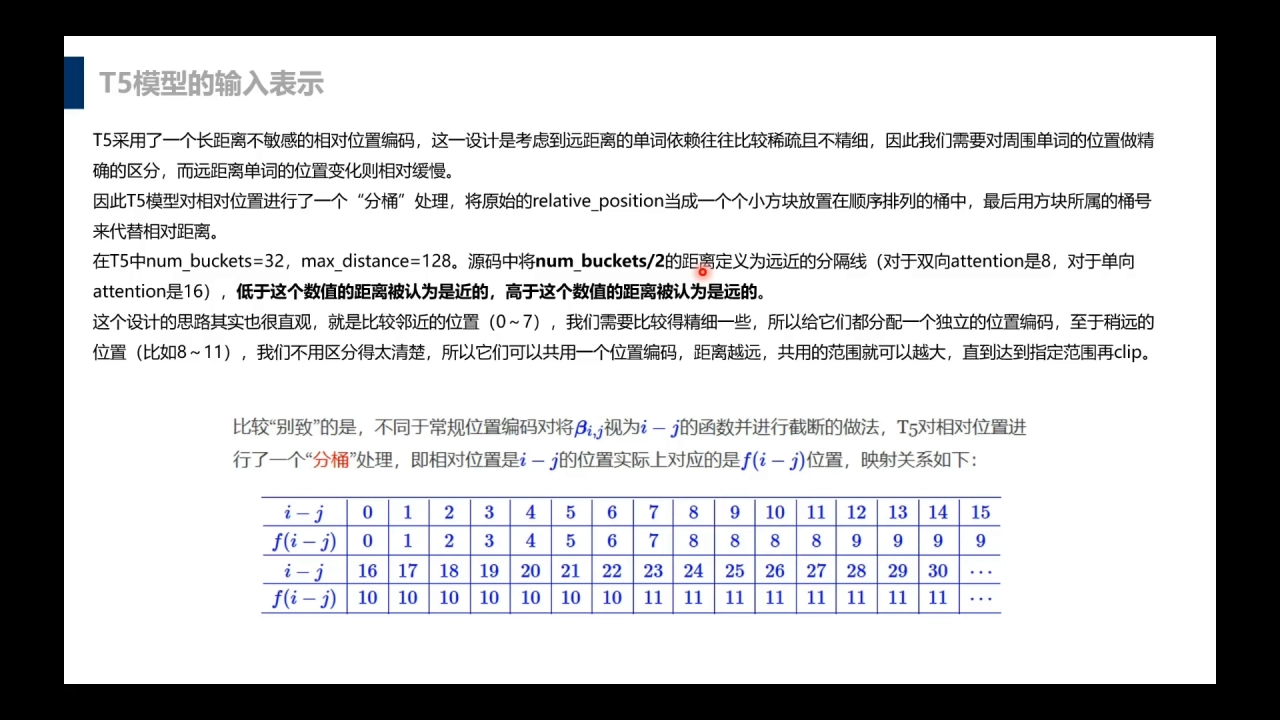 T5模型的输入表示
T5采用了一个长距离不敏感的相对位置编码，这一设计是考虑到远距离的单词依赖往往比较稀疏且不精细，因此我们需要对周围单词的位置做精
确的区分，而远距离单词的位置变化则相对缓慢。
因此T5模型对相对位置进行了一个“分桶”处理，将原始的relative_position当成一个个小方块放置在顺序排列的桶中，最后用方块所属的桶号
来代替相对距离。
在T5中num_buckets=32，max_distance=128。源码中将num_buckets/2的距离定义为远近的分隔线（对于双向attention是8，对于单向
attention是16），低于这个数值的距离被认为是近的，高于这个数值的距离被认为是远的。
这个设计的思路其实也很直观，就是比较邻近的位置（0～7），我们需要比较得精细一些，所以给它们都分配一个独立的位置编码，至于稍远的
位置（比如8～11），我们不用区分得太清楚，所以它们可以共用一个位置编码，距离越远，共用的范围就可以越大，直到达到指定范围再clip。
比较“别致”的是，不同于常规位置编码对将βi,j视为i − j的函数并进行截断的做法，T5对相对位置进
行了一个“分桶”处理，即相对位置是i − j的位置实际上对应的是f(i − j)位置，映射关系如下：
i − j 0 1 2 3 4 5 6 7 8 9 10 11 12 13 14 15
f(i − j) 0 1 2 3 4 5 6 7 8 8 8 8 9 9 9 9
i − j 16 17 18 19 20 21 22 23 24 25 26 27 28 29 30 ⋯
f(i − j) 10 10 10 10 10 10 10 11 11 11 11 11 11 11 11 ⋯